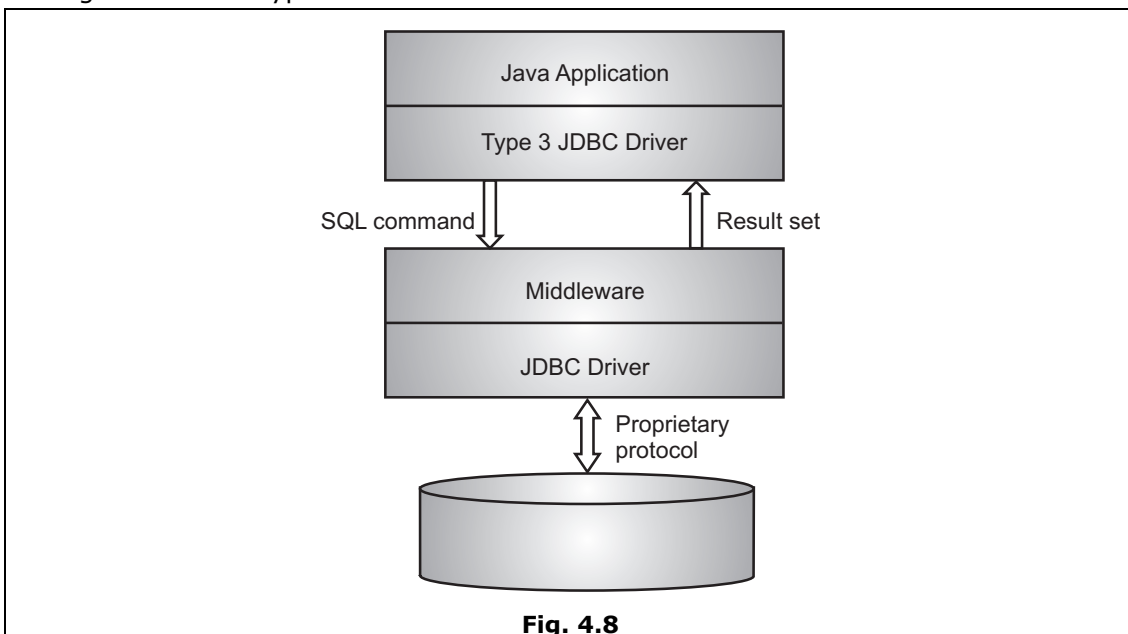 Java Application
Type 3 JDBC Driver
SQL command
Result set
Middleware
JDBC Driver
Proprietary
protocol
Fig. 4.8